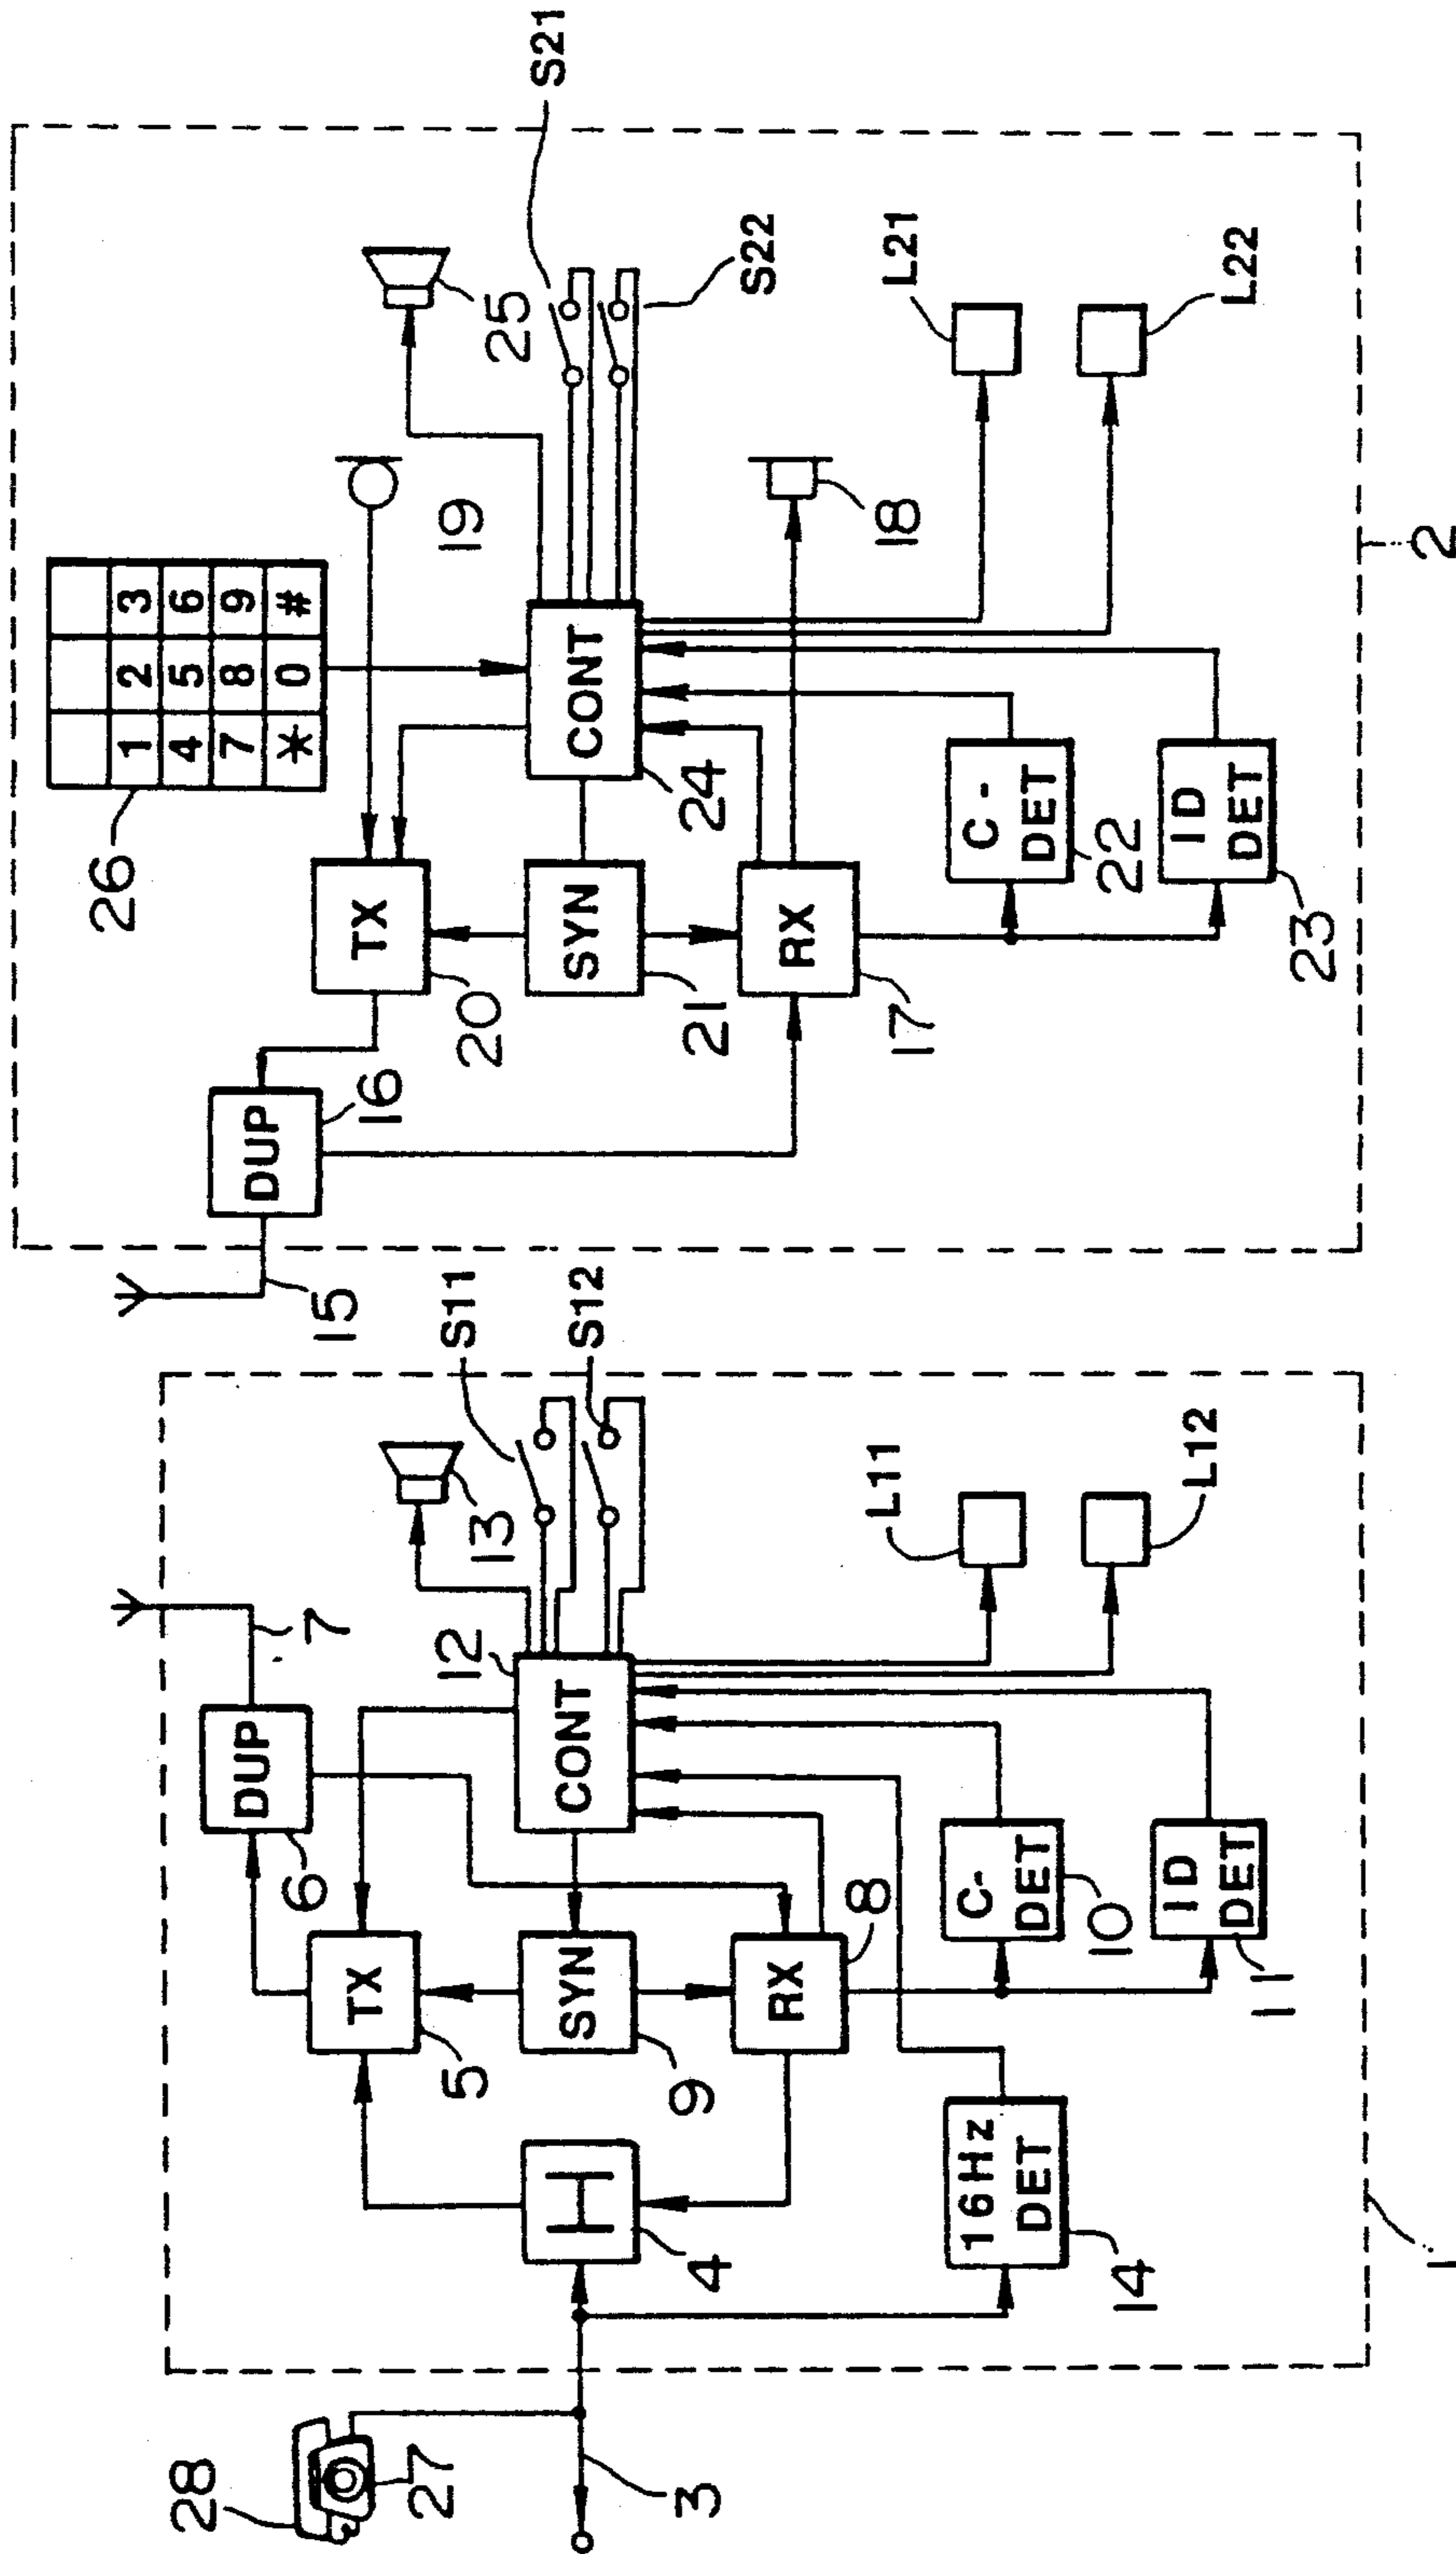 28
27
3
1
14
16Hz
DET
4
H
5
TX
9
SYN
8
RX
6
DUP
7
12
CONT
10
C-
DET
11
ID
DET
13
S11
S12
L11
L12
2
15
16
DUP
20
TX
21
SYN
17
RX
22
C-
DET
23
ID
DET
24
CONT
26
1 2 3
4 5 6
7 8 9
* 0 #
19
18
25
S21
S22
L21
L22